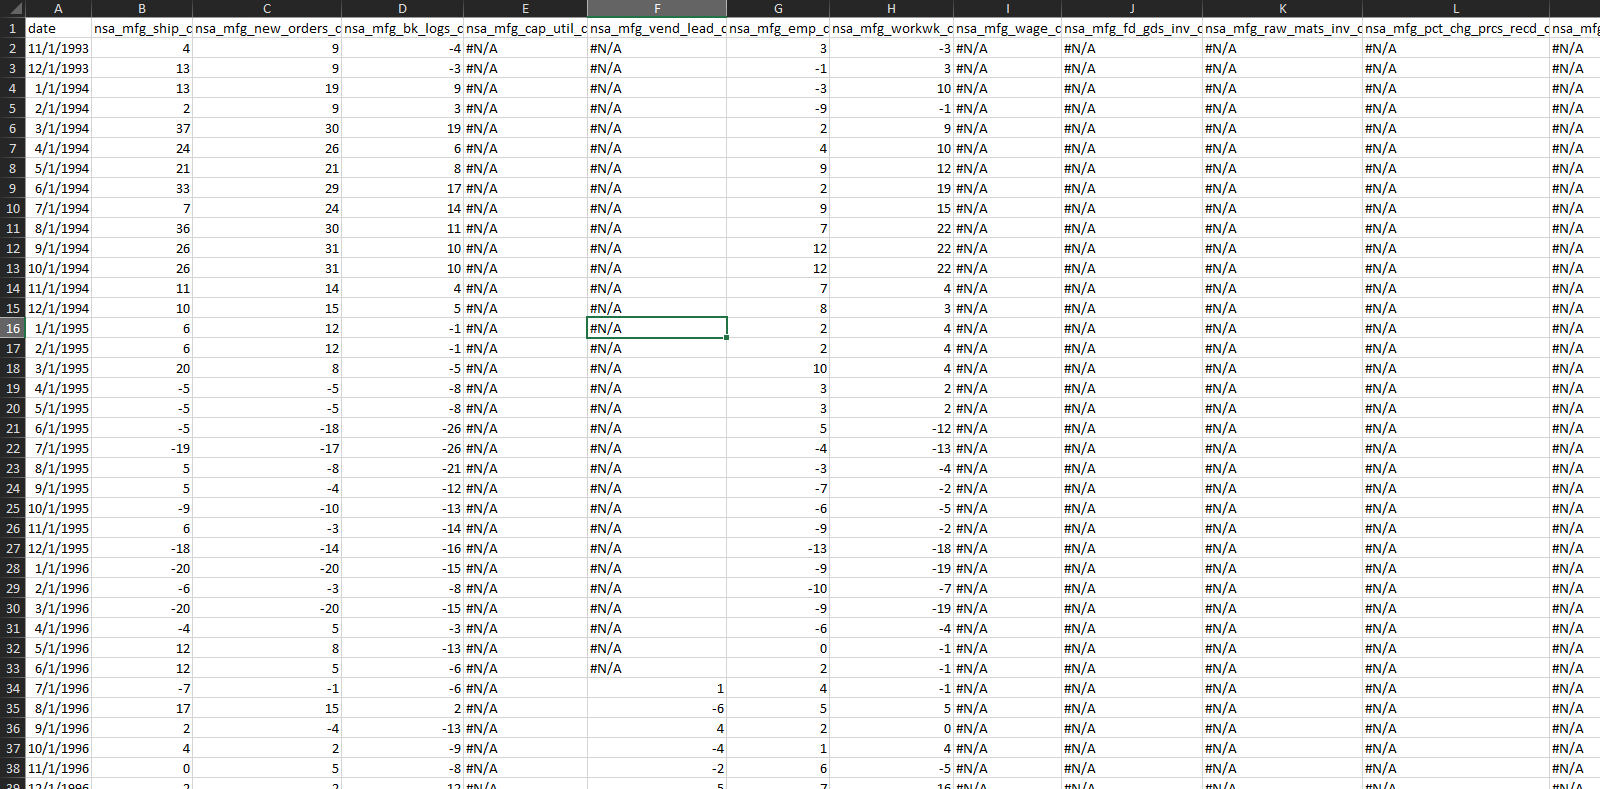 A B C D E F G H I J K L
1 date nsa_mfg_ship_c nsa_mfg_new_orders_c nsa_mfg_bk_logs_c nsa_mfg_cap_util_c nsa_mfg_vend_lead_c nsa_mfg_emp_c nsa_mfg_workwk_c nsa_mfg_wage_c nsa_mfg_fd_gds_inv_c nsa_mfg_raw_mats_inv_c nsa_mfg_pct_chg_prcs_recd_c nsa_mfg
2 11/1/1993 4 9 -4 #N/A #N/A 3 -3 #N/A #N/A #N/A #N/A #N/A
3 12/1/1993 13 9 -3 #N/A #N/A -1 3 #N/A #N/A #N/A #N/A #N/A
4 1/1/1994 13 19 9 #N/A #N/A -3 10 #N/A #N/A #N/A #N/A #N/A
5 2/1/1994 2 9 3 #N/A #N/A -9 -1 #N/A #N/A #N/A #N/A #N/A
6 3/1/1994 37 30 19 #N/A #N/A 2 9 #N/A #N/A #N/A #N/A #N/A
7 4/1/1994 24 26 6 #N/A #N/A 4 10 #N/A #N/A #N/A #N/A #N/A
8 5/1/1994 21 21 8 #N/A #N/A 9 12 #N/A #N/A #N/A #N/A #N/A
9 6/1/1994 33 29 17 #N/A #N/A 2 19 #N/A #N/A #N/A #N/A #N/A
10 7/1/1994 7 24 14 #N/A #N/A 9 15 #N/A #N/A #N/A #N/A #N/A
11 8/1/1994 36 30 11 #N/A #N/A 7 22 #N/A #N/A #N/A #N/A #N/A
12 9/1/1994 26 31 10 #N/A #N/A 12 22 #N/A #N/A #N/A #N/A #N/A
13 10/1/1994 26 31 10 #N/A #N/A 12 22 #N/A #N/A #N/A #N/A #N/A
14 11/1/1994 11 14 4 #N/A #N/A 7 4 #N/A #N/A #N/A #N/A #N/A
15 12/1/1994 10 15 5 #N/A #N/A 8 3 #N/A #N/A #N/A #N/A #N/A
16 1/1/1995 6 12 -1 #N/A #N/A 2 4 #N/A #N/A #N/A #N/A #N/A
17 2/1/1995 6 12 -1 #N/A #N/A 2 4 #N/A #N/A #N/A #N/A #N/A
18 3/1/1995 20 8 -5 #N/A #N/A 10 4 #N/A #N/A #N/A #N/A #N/A
19 4/1/1995 -5 -5 -8 #N/A #N/A 3 2 #N/A #N/A #N/A #N/A #N/A
20 5/1/1995 -5 -5 -8 #N/A #N/A 3 2 #N/A #N/A #N/A #N/A #N/A
21 6/1/1995 -5 -18 -26 #N/A #N/A 5 -12 #N/A #N/A #N/A #N/A #N/A
22 7/1/1995 -19 -17 -26 #N/A #N/A -4 -13 #N/A #N/A #N/A #N/A #N/A
23 8/1/1995 5 -8 -21 #N/A #N/A -3 -4 #N/A #N/A #N/A #N/A #N/A
24 9/1/1995 5 -4 -12 #N/A #N/A -7 -2 #N/A #N/A #N/A #N/A #N/A
25 10/1/1995 -9 -10 -13 #N/A #N/A -6 -5 #N/A #N/A #N/A #N/A #N/A
26 11/1/1995 6 -3 -14 #N/A #N/A -9 -2 #N/A #N/A #N/A #N/A #N/A
27 12/1/1995 -18 -14 -16 #N/A #N/A -13 -18 #N/A #N/A #N/A #N/A #N/A
28 1/1/1996 -20 -20 -15 #N/A #N/A -9 -19 #N/A #N/A #N/A #N/A #N/A
29 2/1/1996 -6 -3 -8 #N/A #N/A -10 -7 #N/A #N/A #N/A #N/A #N/A
30 3/1/1996 -20 -20 -15 #N/A #N/A -9 -19 #N/A #N/A #N/A #N/A #N/A
31 4/1/1996 -4 5 -3 #N/A #N/A -6 -4 #N/A #N/A #N/A #N/A #N/A
32 5/1/1996 12 8 -13 #N/A #N/A 0 -1 #N/A #N/A #N/A #N/A #N/A
33 6/1/1996 12 5 -6 #N/A #N/A 2 -1 #N/A #N/A #N/A #N/A #N/A
34 7/1/1996 -7 -1 -6 #N/A 1 4 -1 #N/A #N/A #N/A #N/A #N/A
35 8/1/1996 17 15 2 #N/A -6 5 5 #N/A #N/A #N/A #N/A #N/A
36 9/1/1996 2 -4 -13 #N/A 4 2 0 #N/A #N/A #N/A #N/A #N/A
37 10/1/1996 4 2 -9 #N/A -4 1 4 #N/A #N/A #N/A #N/A #N/A
38 11/1/1996 0 5 -8 #N/A -2 6 -5 #N/A #N/A #N/A #N/A #N/A
39 12/1/1996 #N/A #N/A #N/A #N/A #N/A #N/A